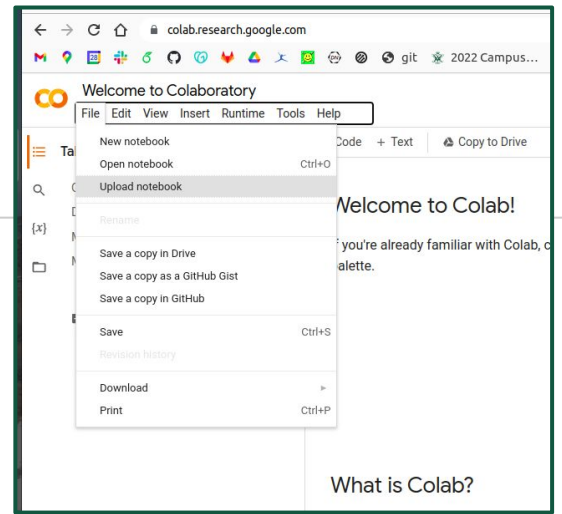 colab.research.google.com
git 2022 Campus...
Welcome to Colaboratory
File Edit View Insert Runtime Tools Help
Code + Text Copy to Drive
New notebook
Open notebook Ctrl+O
Upload notebook
Rename
Save a copy in Drive
Save a copy as a GitHub Gist
Save a copy in GitHub
Save Ctrl+S
Revision history
Download
Print Ctrl+P
Ta
{x}
Welcome to Colab!
f you're already familiar with Colab, c
alette.
What is Colab?